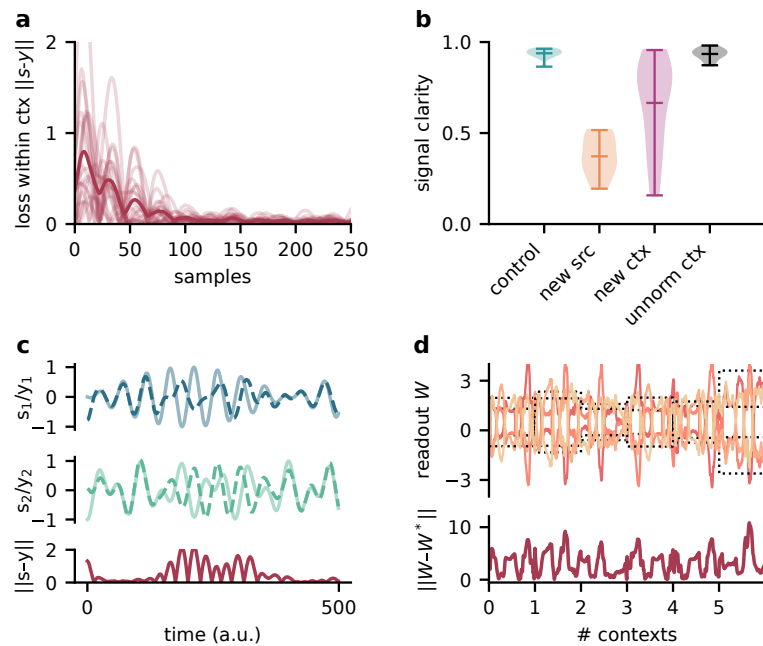 a
loss within ctx ||s-y||
2
1
0
0 50 100 150 200 250
samples
b
signal clarity
1.0
0.5
0.0
control
new src
new ctx
unnorm ctx
c
s₁/y₁
1
0
−1
s₂/y₂
1
0
−1
||s−y||
2
0
0 500
time (a.u.)
d
readout W
3
0
−3
||W−W*||
10
0
0 1 2 3 4 5
# contexts